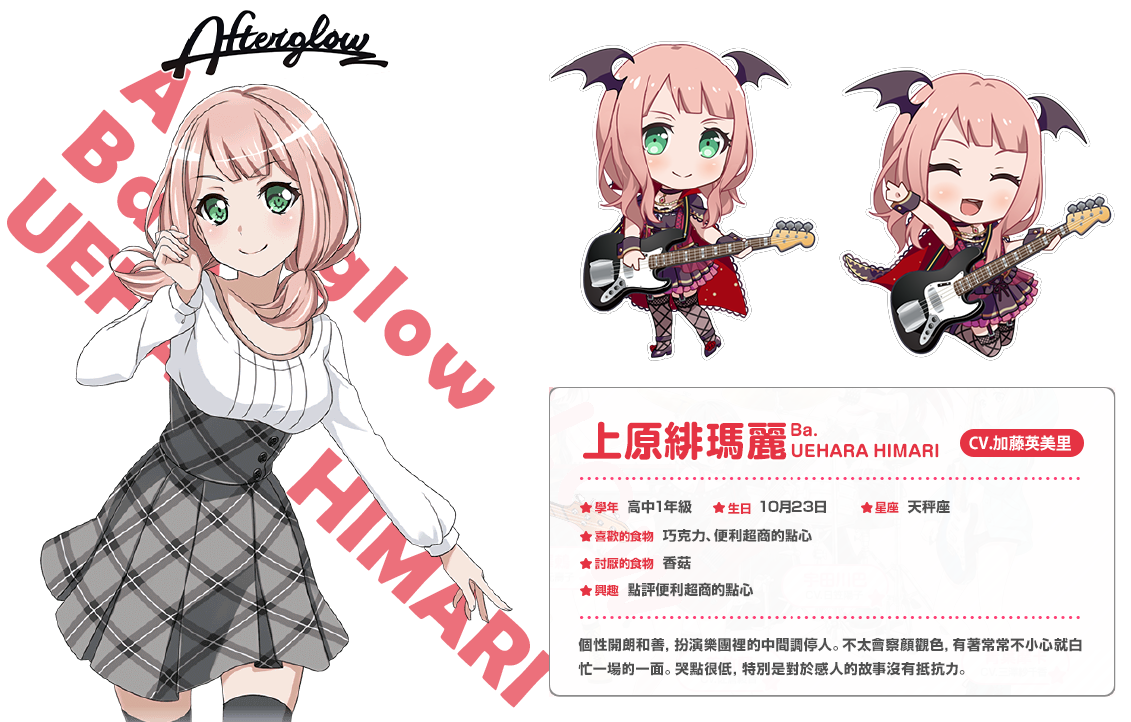 Afterglow
A
Ba glow
UEH
HIMARI
上原緋瑪麗 Ba.
UEHARA HIMARI
CV.加藤英美里
★學年 高中1年級 ★生日 10月23日 ★星座 天秤座
★喜歡的食物 巧克力、便利超商的點心
★討厭的食物 香菇
★興趣 點評便利超商的點心
個性開朗和善，扮演樂團裡的中間調停人。不太會察顏觀色，有著常常不小心就白
忙一場的一面。哭點很低，特別是對於感人的故事沒有抵抗力。